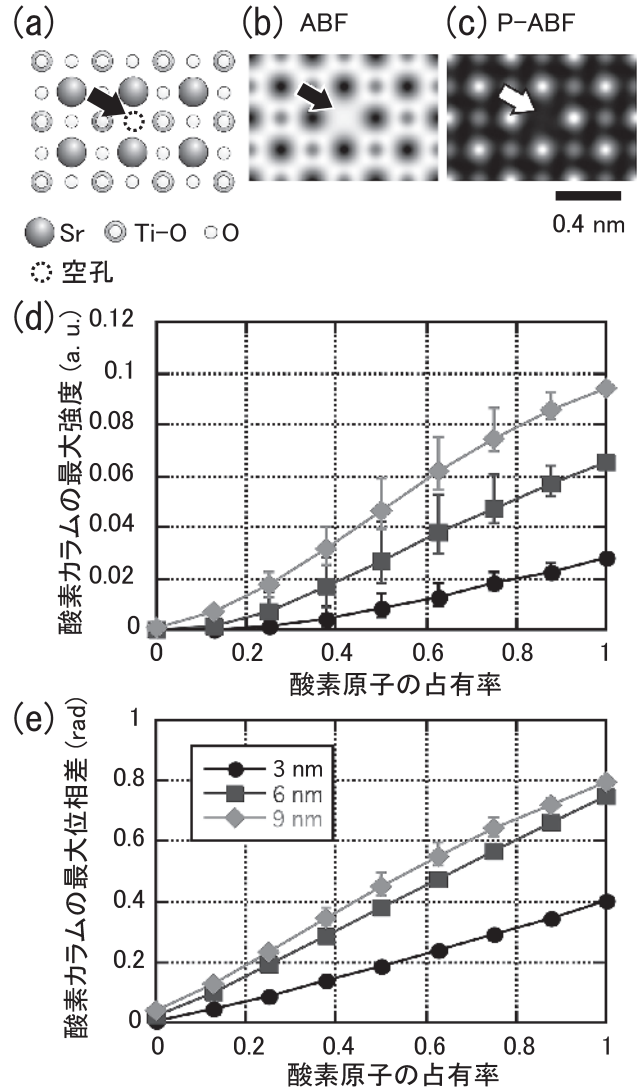 (a) (b) ABF (c) P-ABF
0.4 nm
Sr Ti-O O
空孔
(d)
酸素カラムの最大強度 (a. u.)
0.12
0.1
0.08
0.06
0.04
0.02
0
0 0.2 0.4 0.6 0.8 1
酸素原子の占有率
(e)
酸素カラムの最大位相差 (rad)
1
0.8
0.6
0.4
0.2
0
3 nm
6 nm
9 nm
0 0.2 0.4 0.6 0.8 1
酸素原子の占有率